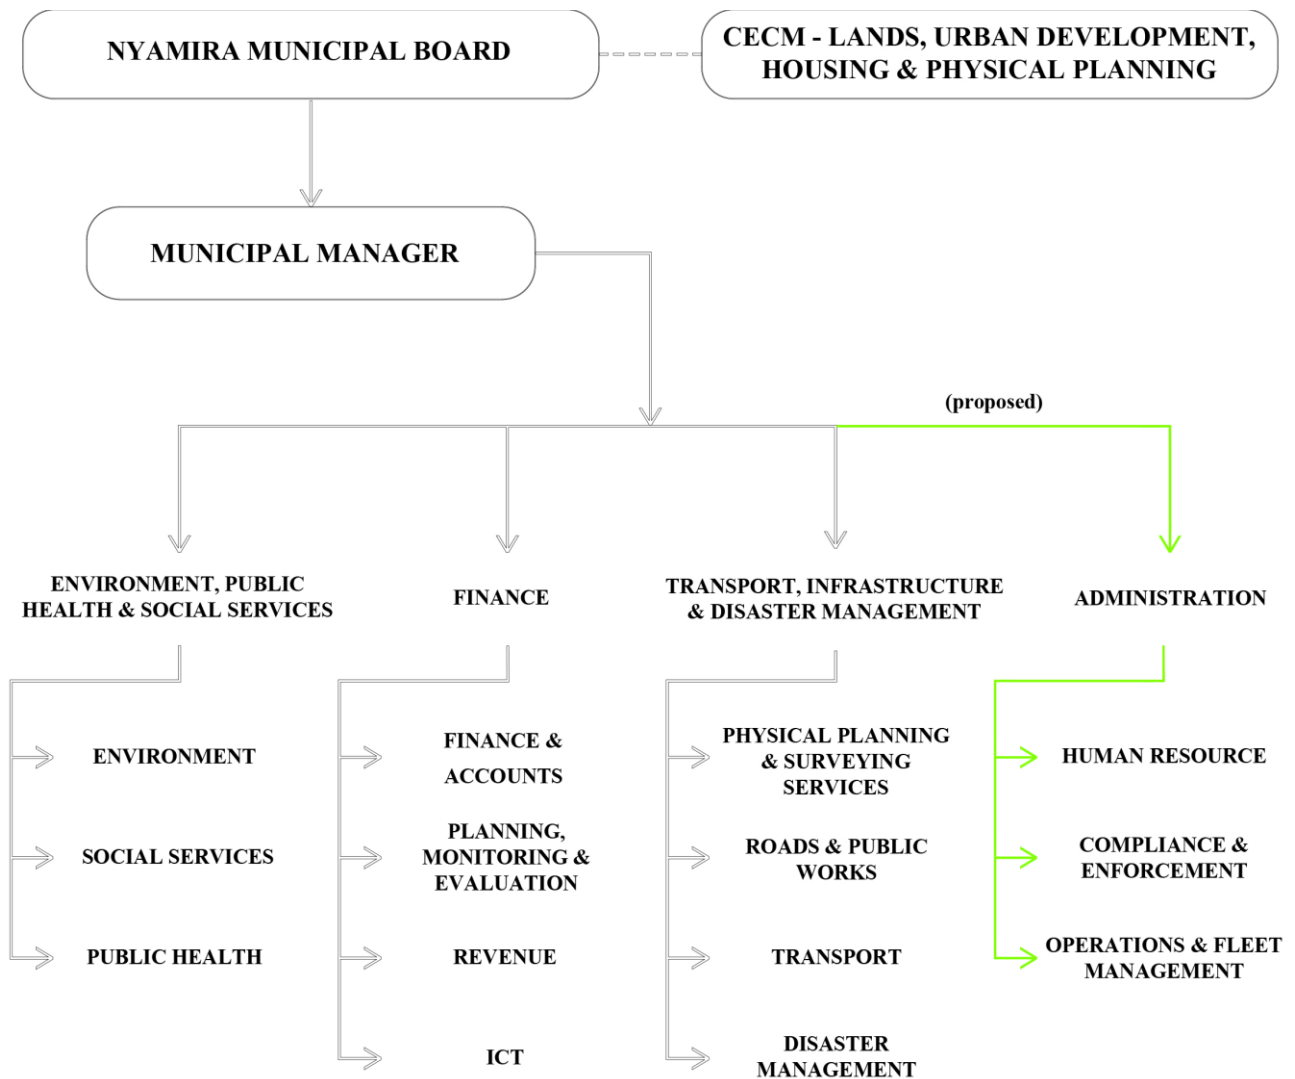 NYAMIRA MUNICIPAL BOARD
CECM - LANDS, URBAN DEVELOPMENT,
HOUSING & PHYSICAL PLANNING
MUNICIPAL MANAGER
(proposed)
ENVIRONMENT, PUBLIC
HEALTH & SOCIAL SERVICES
FINANCE
TRANSPORT, INFRASTRUCTURE
& DISASTER MANAGEMENT
ADMINISTRATION
ENVIRONMENT
SOCIAL SERVICES
PUBLIC HEALTH
FINANCE &
ACCOUNTS
PLANNING,
MONITORING &
EVALUATION
REVENUE
ICT
PHYSICAL PLANNING
& SURVEYING
SERVICES
ROADS & PUBLIC
WORKS
TRANSPORT
DISASTER
MANAGEMENT
HUMAN RESOURCE
COMPLIANCE &
ENFORCEMENT
OPERATIONS & FLEET
MANAGEMENT